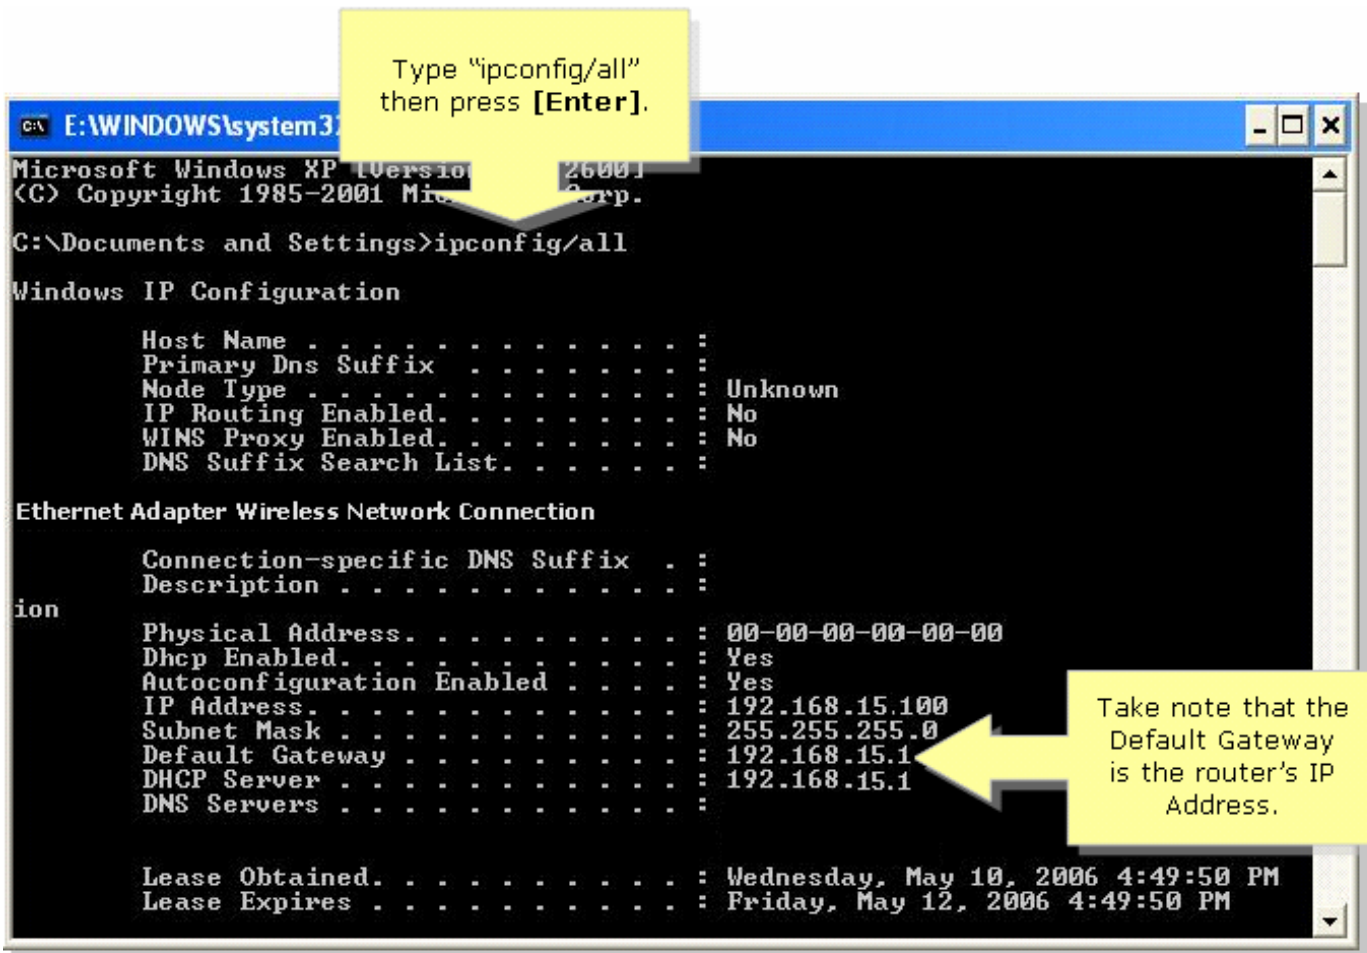 Type “ipconfig/all”
then press [Enter].
E:\WINDOWS\system3
Microsoft Windows XP 2600]
(C) Copyright 1985-2001
C:\Documents and Settings>ipconfig/all
Windows IP Configuration
Host Name . . . . . . . . . . . . :
Primary Dns Suffix . . . . . . . :
Node Type . . . . . . . . . . . . : Unknown
IP Routing Enabled. . . . . . . . : No
WINS Proxy Enabled. . . . . . . . : No
DNS Suffix Search List. . . . . . :
Ethernet Adapter Wireless Network Connection
Connection-specific DNS Suffix . :
Description . . . . . . . . . . . :
ion
Physical Address. . . . . . . . . : 00-00-00-00-00-00
Dhcp Enabled. . . . . . . . . . . : Yes
Autoconfiguration Enabled . . . . : Yes
IP Address. . . . . . . . . . . . : 192.168.15.100
Subnet Mask . . . . . . . . . . . : 255.255.255.0
Default Gateway . . . . . . . . . : 192.168.15.1
DHCP Server . . . . . . . . . . . : 192.168.15.1
DNS Servers . . . . . . . . . . . :
Take note that the
Default Gateway
is the router’s IP
Address.
Lease Obtained. . . . . . . . . . : Wednesday, May 10, 2006 4:49:50 PM
Lease Expires . . . . . . . . . . : Friday, May 12, 2006 4:49:50 PM